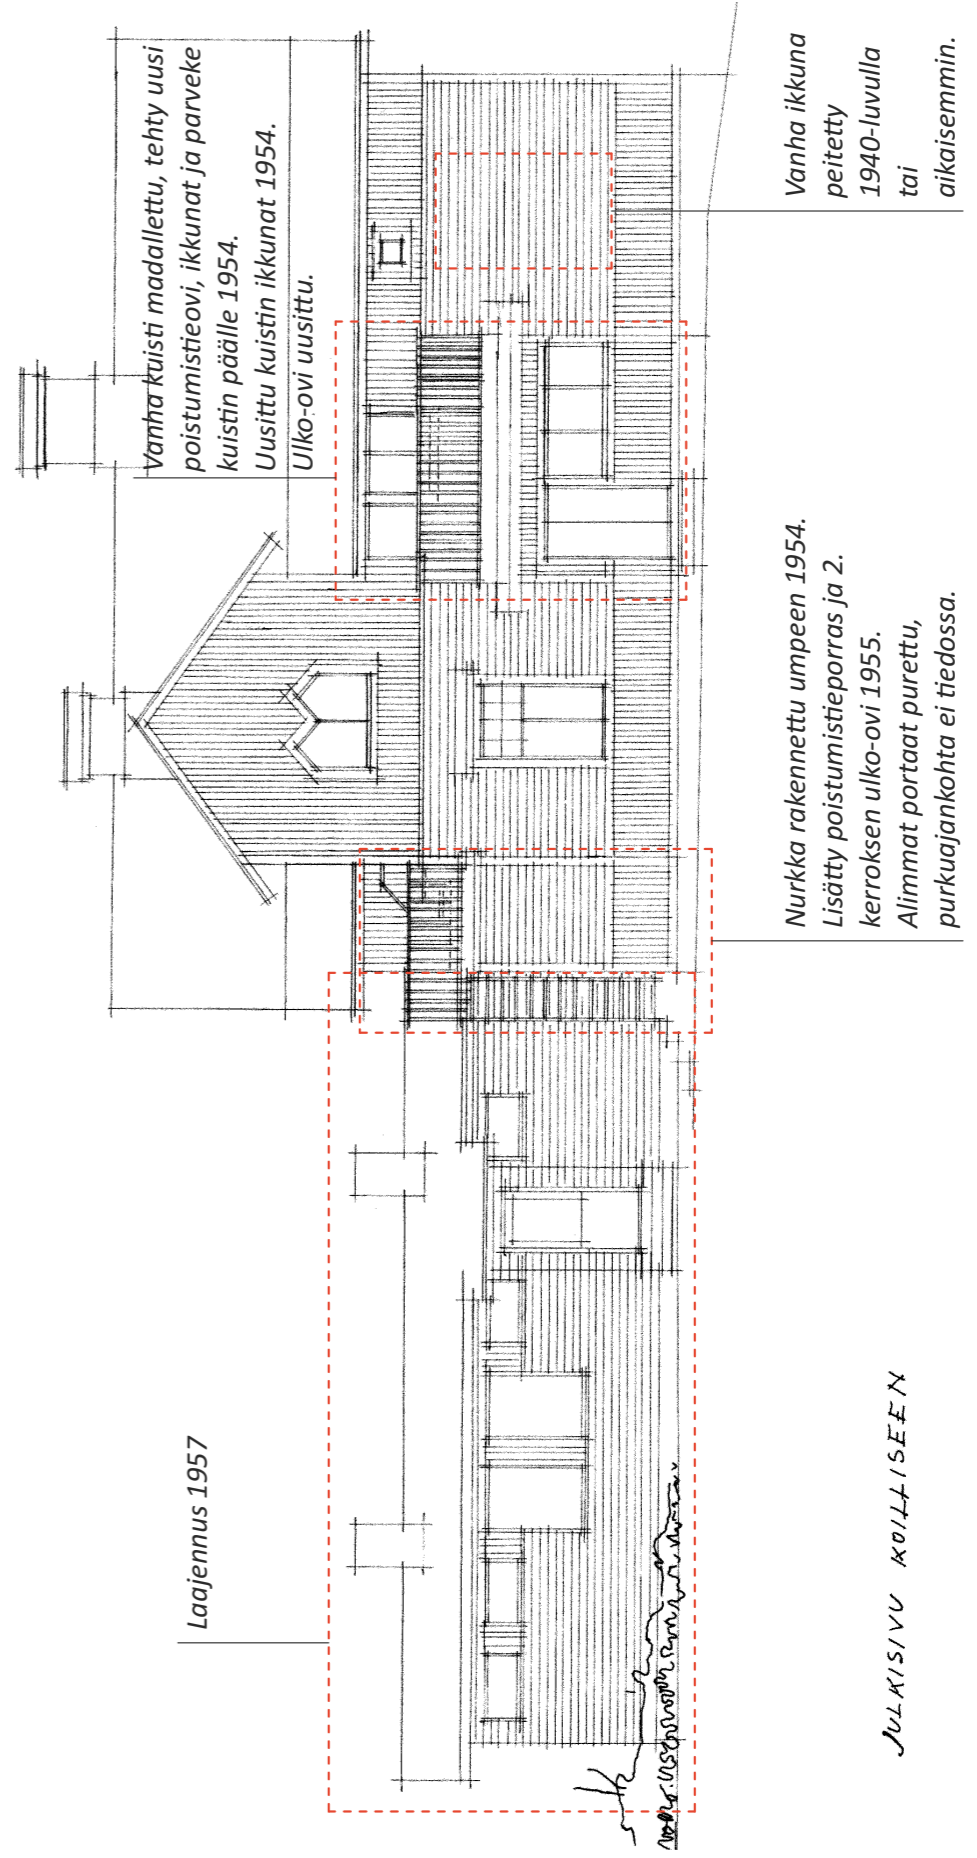 Laajennus 1957
Vanha kuisti madallettu, tehty uusi
poistumistieovi, ikkunat ja parveke
kuistin päälle 1954.
Uusittu kuistin ikkunat 1954.
Ulko-ovi uusittu.
Nurkka rakennettu umpeen 1954.
Lisätty poistumistieporras ja 2.
kerroksen ulko-ovi 1955.
Alimmat portaat purettu,
purkuajankohta ei tiedossa.
Vanha ikkuna
peitetty
1940-luvulla
tai
aikaisemmin.
JULKISIVU KOILLISEEN